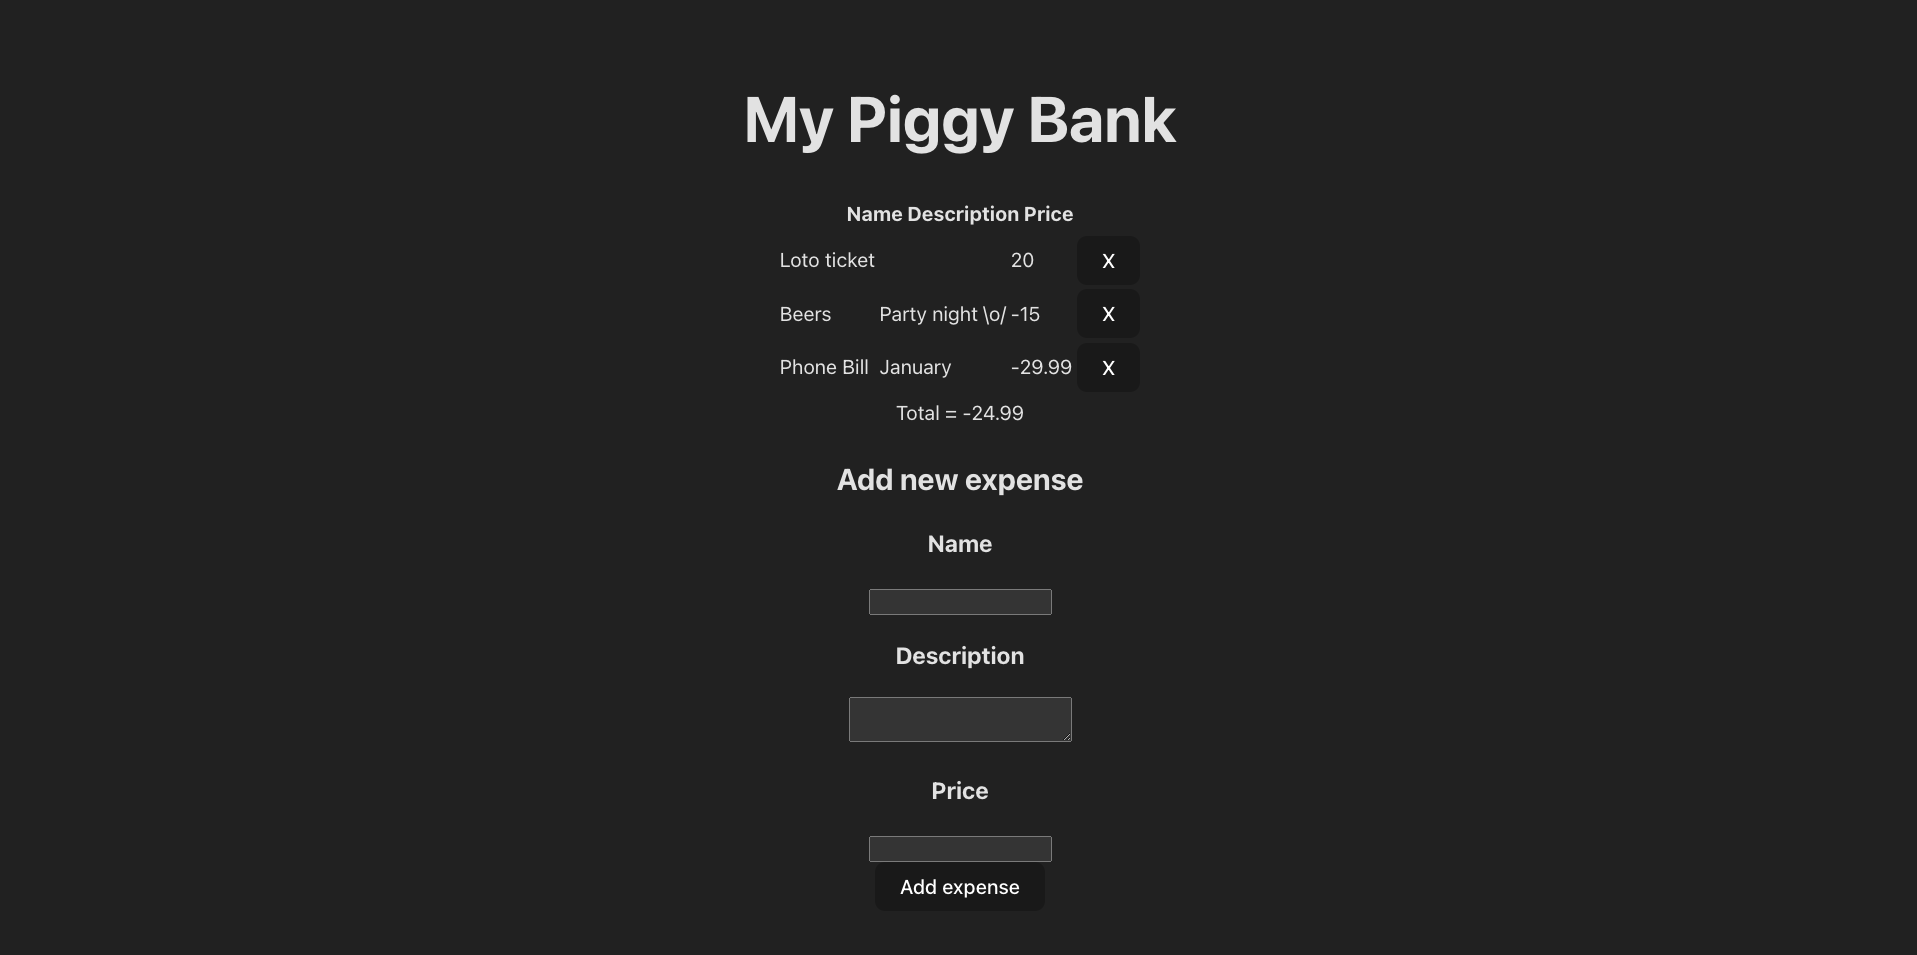 My Piggy Bank
Name Description Price
Loto ticket 20 X
Beers Party night \o/ -15 X
Phone Bill January -29.99 X
Total = -24.99
Add new expense
Name
Description
Price
Add expense